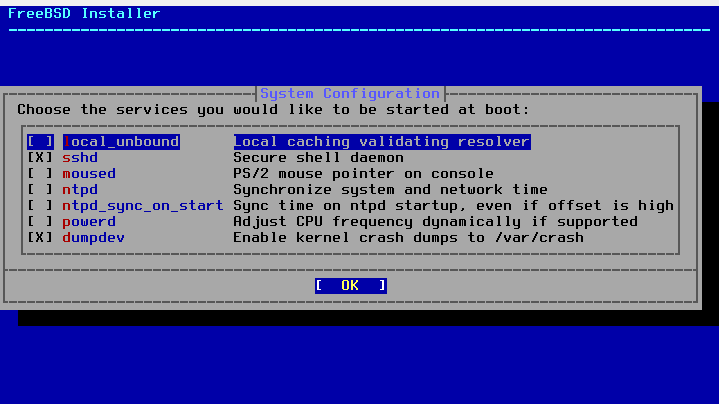 FreeBSD Installer
System Configuration
Choose the services you would like to be started at boot:
[ ] local_unbound Local caching validating resolver
[X] sshd Secure shell daemon
[ ] moused PS/2 mouse pointer on console
[ ] ntpd Synchronize system and network time
[ ] ntpd_sync_on_start Sync time on ntpd startup, even if offset is high
[ ] powerd Adjust CPU frequency dynamically if supported
[X] dumpdev Enable kernel crash dumps to /var/crash
[ OK ]